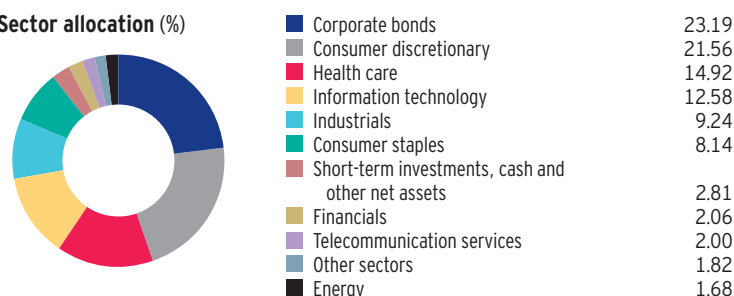 Sector allocation (%)
Corporate bonds 23.19
Consumer discretionary 21.56
Health care 14.92
Information technology 12.58
Industrials 9.24
Consumer staples 8.14
Short-term investments, cash and
other net assets 2.81
Financials 2.06
Telecommunication services 2.00
Other sectors 1.82
Energy 1.68